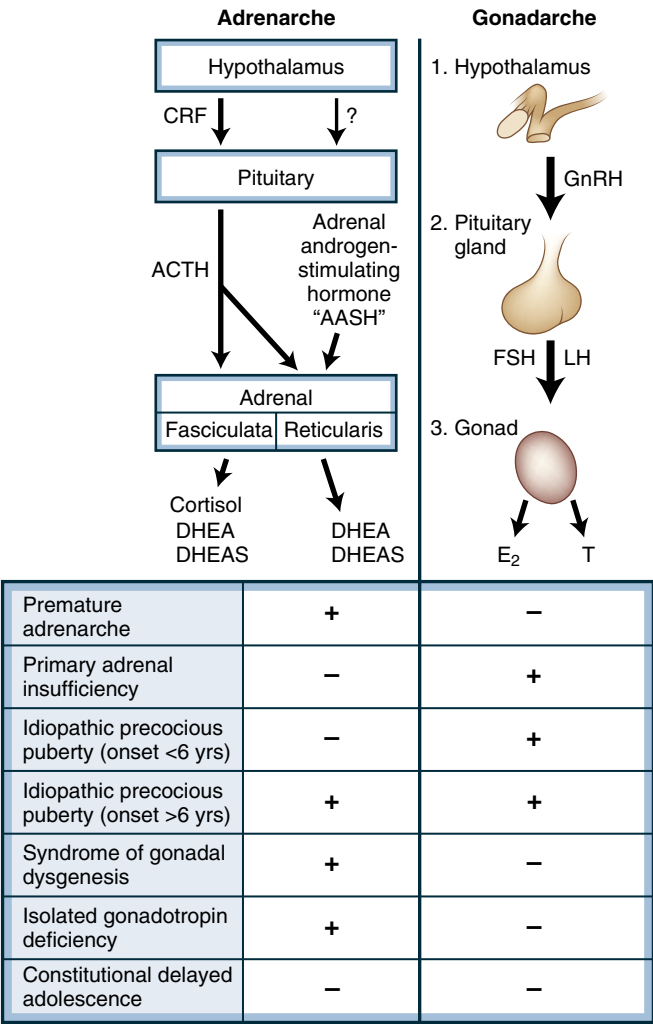 Adrenarche
Gonadarche
Hypothalamus
CRF
?
Pituitary
ACTH
Adrenal
androgen-
stimulating
hormone
“AASH”
Adrenal
Fasciculata
Reticularis
Cortisol
DHEA
DHEAS
DHEA
DHEAS
1. Hypothalamus
GnRH
2. Pituitary
gland
FSH
LH
3. Gonad
E₂
T
Premature
adrenarche
+
–
Primary adrenal
insufficiency
–
+
Idiopathic precocious
puberty (onset <6 yrs)
–
+
Idiopathic precocious
puberty (onset >6 yrs)
+
+
Syndrome of gonadal
dysgenesis
+
–
Isolated gonadotropin
deficiency
+
–
Constitutional delayed
adolescence
–
–